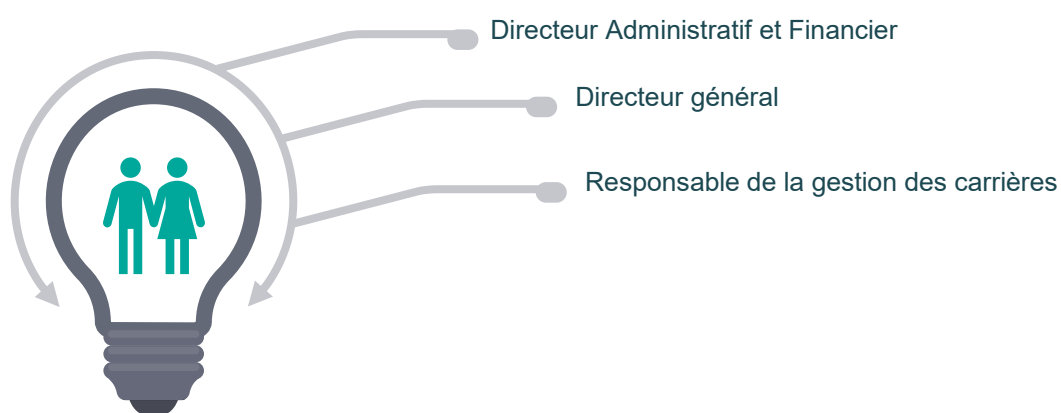 Directeur Administratif et Financier
Directeur général
Responsable de la gestion des carrières